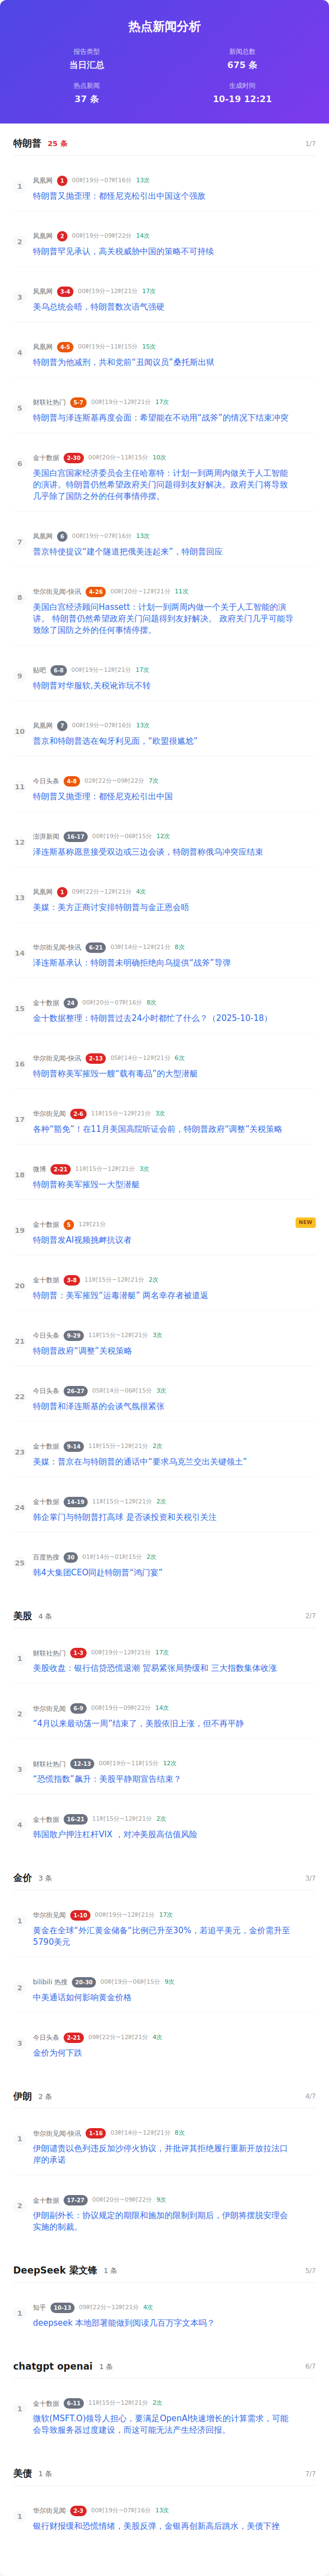 热点新闻分析
报告类型
当日汇总
新闻总数
675 条
热点新闻
37 条
生成时间
10-19 12:21
特朗普 25 条 1/7
1
凤凰网 1 00时19分~07时16分 13次
特朗普又抛歪理：都怪尼克松引出中国这个强敌
2
凤凰网 2 00时19分~09时22分 14次
特朗普罕见承认，高关税威胁中国的策略不可持续
3
凤凰网 3-4 00时19分~12时21分 17次
美乌总统会晤，特朗普数次语气强硬
4
凤凰网 4-5 00时19分~11时15分 15次
特朗普为他减刑，共和党前“丑闻议员”桑托斯出狱
5
财联社热门 5-7 00时19分~12时21分 17次
特朗普与泽连斯基再度会面：希望能在不动用“战斧”的情况下结束冲突
6
金十数据 2-30 00时20分~11时15分 10次
美国白宫国家经济委员会主任哈塞特：计划一到两周内做关于人工智能
的演讲。特朗普仍然希望政府关门问题得到友好解决。政府关门将导致
几乎除了国防之外的任何事情停摆。
7
凤凰网 6 00时19分~07时16分 13次
普京特使提议“建个隧道把俄美连起来”，特朗普回应
8
华尔街见闻-快讯 4-26 00时20分~12时21分 11次
美国白宫经济顾问Hassett：计划一到两周内做一个关于人工智能的演
讲。 特朗普仍然希望政府关门问题得到友好解决。 政府关门几乎可能导
致除了国防之外的任何事情停摆。
9
贴吧 6-8 00时19分~12时21分 17次
特朗普对华服软,关税讹诈玩不转
10
凤凰网 7 00时19分~07时16分 13次
普京和特朗普选在匈牙利见面，“欧盟很尴尬”
11
今日头条 4-8 02时22分~09时22分 7次
特朗普又抛歪理：都怪尼克松引出中国
12
澎湃新闻 16-17 00时19分~06时15分 12次
泽连斯基称愿意接受双边或三边会谈，特朗普称俄乌冲突应结束
13
凤凰网 1 09时22分~12时21分 4次
美媒：美方正商讨安排特朗普与金正恩会晤
14
华尔街见闻-快讯 6-21 03时14分~12时21分 8次
泽连斯基承认：特朗普未明确拒绝向乌提供“战斧”导弹
15
金十数据 24 00时20分~07时16分 8次
金十数据整理：特朗普过去24小时都忙了什么？（2025-10-18）
16
华尔街见闻-快讯 2-13 05时14分~12时21分 6次
特朗普称美军摧毁一艘“载有毒品”的大型潜艇
17
华尔街见闻 2-6 11时15分~12时21分 3次
各种“豁免”！在11月美国高院听证会前，特朗普政府“调整”关税策略
18
微博 2-21 11时15分~12时21分 3次
特朗普称美军摧毁一大型潜艇
19
金十数据 5 12时21分
NEW
特朗普发AI视频挑衅抗议者
20
金十数据 3-8 11时15分~12时21分 2次
特朗普：美军摧毁“运毒潜艇” 两名幸存者被遣返
21
今日头条 9-29 11时15分~12时21分 3次
特朗普政府“调整”关税策略
22
今日头条 26-27 05时14分~06时15分 3次
特朗普和泽连斯基的会谈气氛很紧张
23
金十数据 9-14 11时15分~12时21分 2次
美媒：普京在与特朗普的通话中“要求乌克兰交出关键领土”
24
金十数据 14-19 11时15分~12时21分 2次
韩企掌门与特朗普打高球 是否谈投资和关税引关注
25
百度热搜 30 01时14分~01时15分 2次
韩4大集团CEO同赴特朗普“鸿门宴”
美股 4 条 2/7
1
财联社热门 1-3 00时19分~12时21分 17次
美股收盘：银行信贷恐慌退潮 贸易紧张局势缓和 三大指数集体收涨
2
华尔街见闻 6-9 00时19分~09时22分 14次
“4月以来最动荡一周”结束了，美股依旧上涨，但不再平静
3
财联社热门 12-13 00时19分~11时15分 12次
“恐慌指数”飙升：美股平静期宣告结束？
4
金十数据 16-21 11时15分~12时21分 2次
韩国散户押注杠杆VIX ，对冲美股高估值风险
金价 3 条 3/7
1
华尔街见闻 1-10 00时19分~12时21分 17次
黄金在全球“外汇黄金储备”比例已升至30%，若追平美元，金价需升至
5790美元
2
bilibili 热搜 20-30 00时19分~06时15分 9次
中美通话如何影响黄金价格
3
今日头条 2-21 09时22分~12时21分 4次
金价为何下跌
伊朗 2 条 4/7
1
华尔街见闻-快讯 1-16 03时14分~12时21分 8次
伊朗谴责以色列违反加沙停火协议，并批评其拒绝履行重新开放拉法口
岸的承诺
2
金十数据 17-27 00时20分~09时22分 9次
伊朗副外长：协议规定的期限和施加的限制到期后，伊朗将摆脱安理会
实施的制裁。
DeepSeek 梁文锋 1 条 5/7
1
知乎 10-13 09时22分~12时21分 4次
deepseek 本地部署能做到阅读几百万字文本吗？
chatgpt openai 1 条 6/7
1
金十数据 6-11 11时15分~12时21分 2次
微软(MSFT.O)领导人担心，要满足OpenAI快速增长的计算需求，可能
会导致服务器过度建设，而这可能无法产生经济回报。
美债 1 条 7/7
1
华尔街见闻 2-3 00时19分~07时16分 13次
银行财报缓和恐慌情绪，美股反弹，金银再创新高后跳水，美债下挫